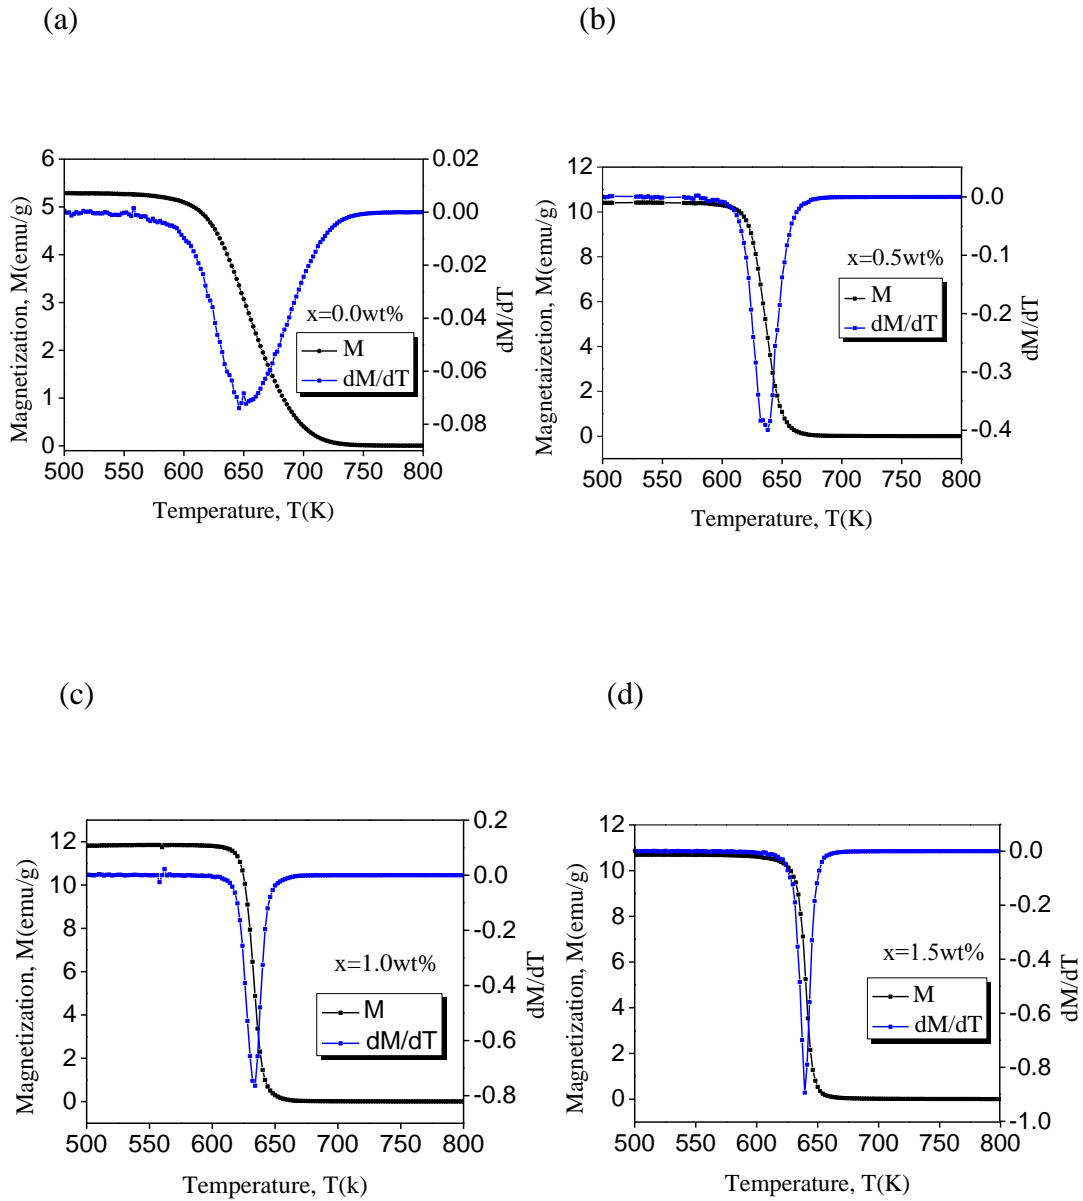 (a)
(b)
6
5
4
3
2
1
0
0.02
0.00
-0.02
-0.04
-0.06
-0.08
500 550 600 650 700 750 800
Magnetization, M(emu/g)
dM/dT
Temperature, T(K)
x=0.0wt%
M
dM/dT
12
10
8
6
4
2
0
0.0
-0.1
-0.2
-0.3
-0.4
500 550 600 650 700 750 800
Magnetaizetion, M(emu/g)
dM/dT
Temperature, T(K)
x=0.5wt%
M
dM/dT
(c)
(d)
12
10
8
6
4
2
0
0.2
0.0
-0.2
-0.4
-0.6
-0.8
500 550 600 650 700 750 800
Magnetization, M(emu/g)
dM/dT
Temperature, T(k)
x=1.0wt%
M
dM/dT
12
10
8
6
4
2
0
0.0
-0.2
-0.4
-0.6
-0.8
-1.0
500 550 600 650 700 750 800
Magnetization, M(emu/g)
dM/dT
Temperature, T(K)
x=1.5wt%
M
dM/dT